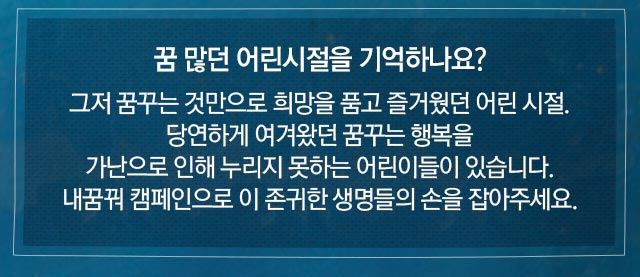 꿈 많던 어린시절을 기억하나요?
그저 꿈꾸는 것만으로 희망을 품고 즐거웠던 어린 시절.
당연하게 여겨왔던 꿈꾸는 행복을
가난으로 인해 누리지 못하는 어린이들이 있습니다.
내꿈꿔 캠페인으로 이 존귀한 생명들의 손을 잡아주세요.